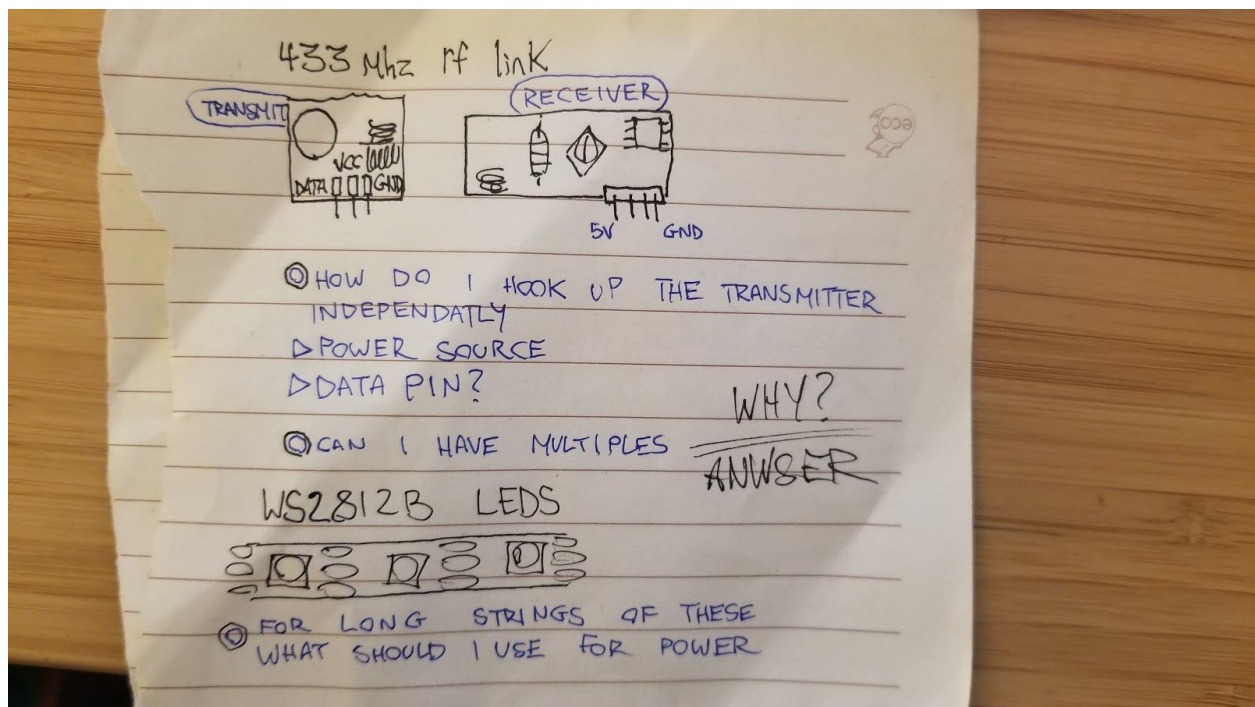 433 Mhz rf link
TRANSMIT
RECEIVER
VCC
DATA GND
5V GND
HOW DO I HOOK UP THE TRANSMITTER
INDEPENDATLY
POWER SOURCE
DATA PIN?
WHY?
CAN I HAVE MULTIPLES
ANWSER
WS2812B LEDS
FOR LONG STRINGS OF THESE
WHAT SHOULD I USE FOR POWER
eco